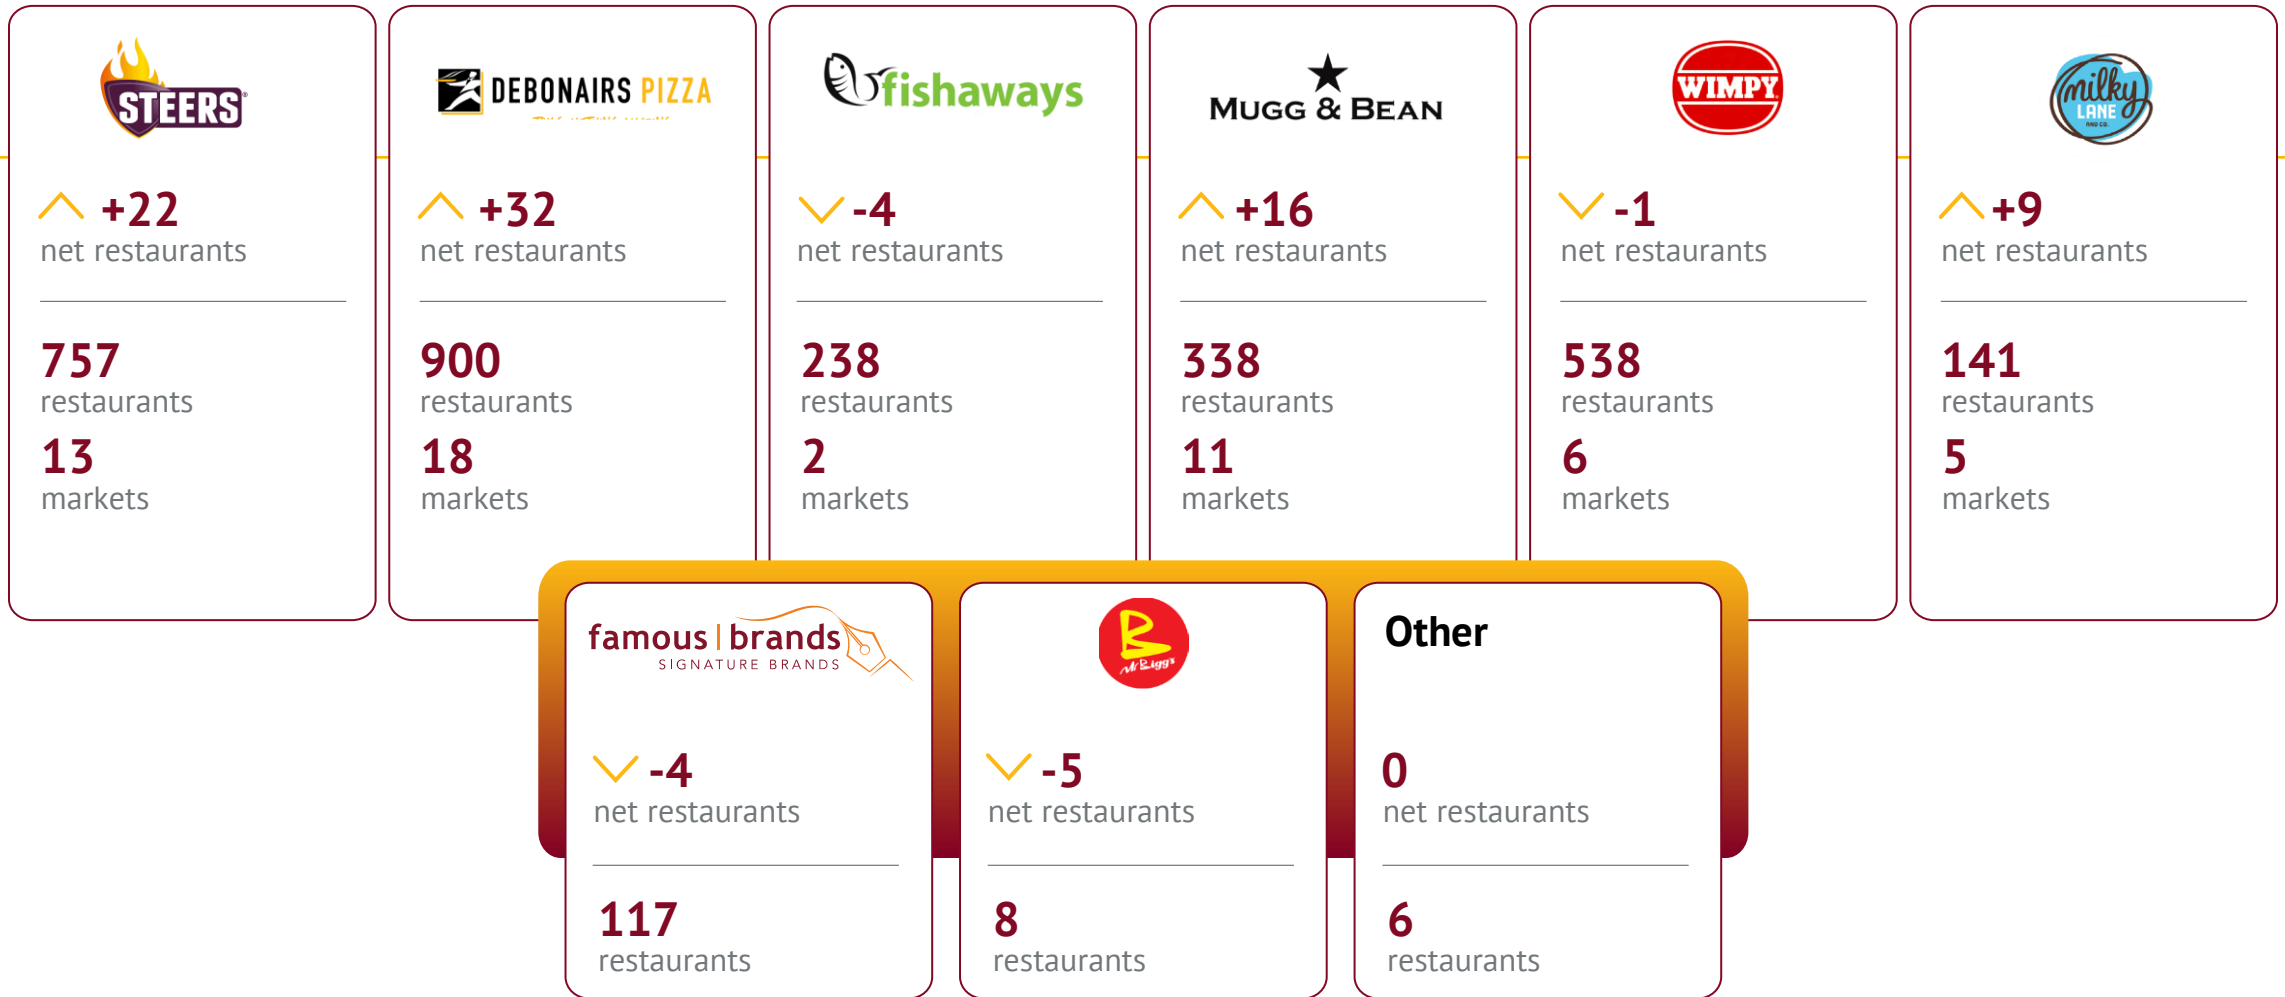 STEERS
+22
net restaurants
757
restaurants
13
markets
DEBONAIRS PIZZA
+32
net restaurants
900
restaurants
18
markets
fishaways
-4
net restaurants
238
restaurants
2
markets
MUGG & BEAN
+16
net restaurants
338
restaurants
11
markets
WIMPY
-1
net restaurants
538
restaurants
6
markets
milky
LANE
AND CO.
+9
net restaurants
141
restaurants
5
markets
famous | brands
SIGNATURE BRANDS
-4
net restaurants
117
restaurants
B
Mr Bigg's
-5
net restaurants
8
restaurants
Other
0
net restaurants
6
restaurants